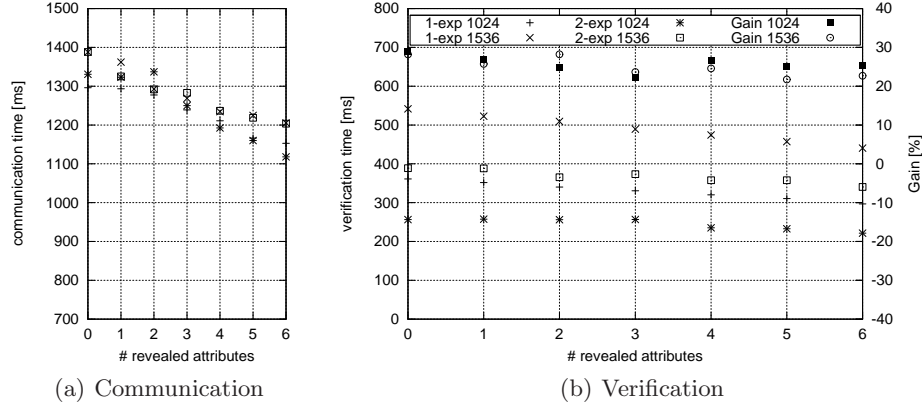 1-exp 1024 2-exp 1024 Gain 1024
1-exp 1536 2-exp 1536 Gain 1536
communication time [ms]
1500
1400
1300
1200
1100
1000
900
800
700
0 1 2 3 4 5 6
# revealed attributes
(a) Communication
verification time [ms]
800
700
600
500
400
300
200
100
0
0 1 2 3 4 5 6
# revealed attributes
40
30
20
10
0
-10
-20
-30
-40
Gain [%]
(b) Verification